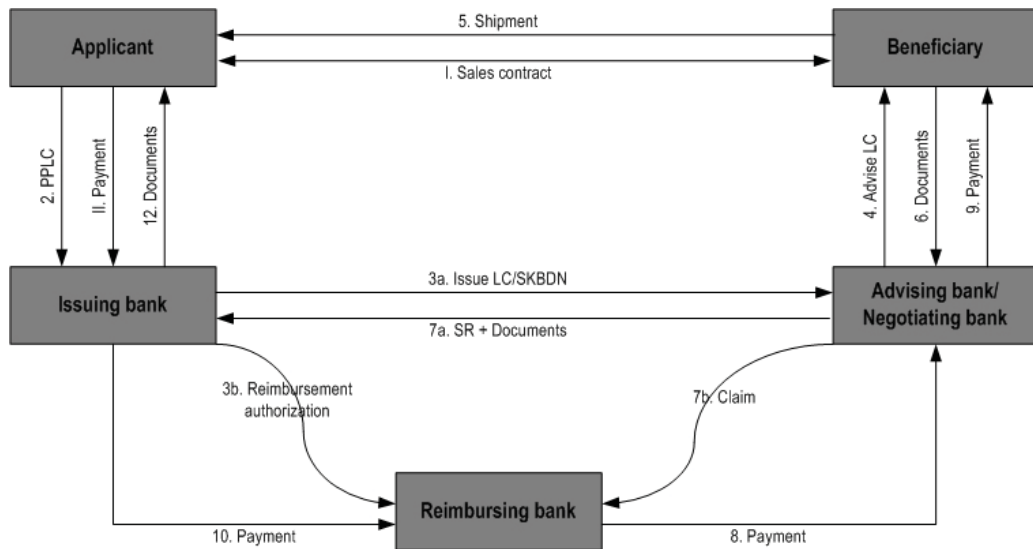 5. Shipment
Applicant
Beneficiary
I. Sales contract
2. PPLC
II. Payment
12. Documents
4. Advise LC
6. Documents
9. Payment
3a. Issue LC/SKBDN
Issuing bank
Advising bank/
Negotiating bank
7a. SR + Documents
3b. Reimbursement
authorization
7b. Claim
Reimbursing bank
10. Payment
8. Payment